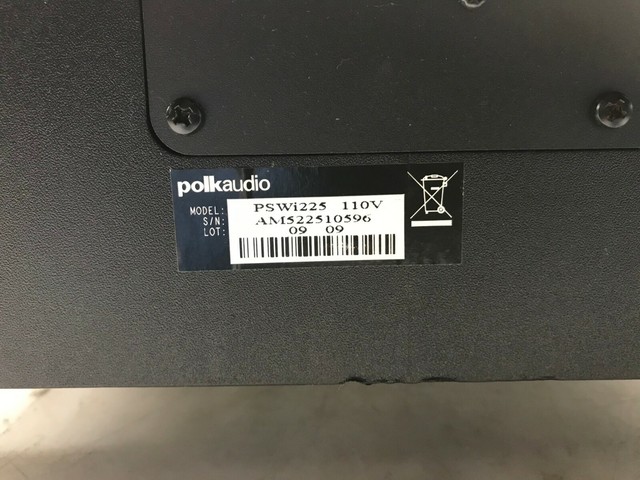 polkaudio
MODEL: PSWi225 110V
S/N: AM522510596
LOT: 09 09